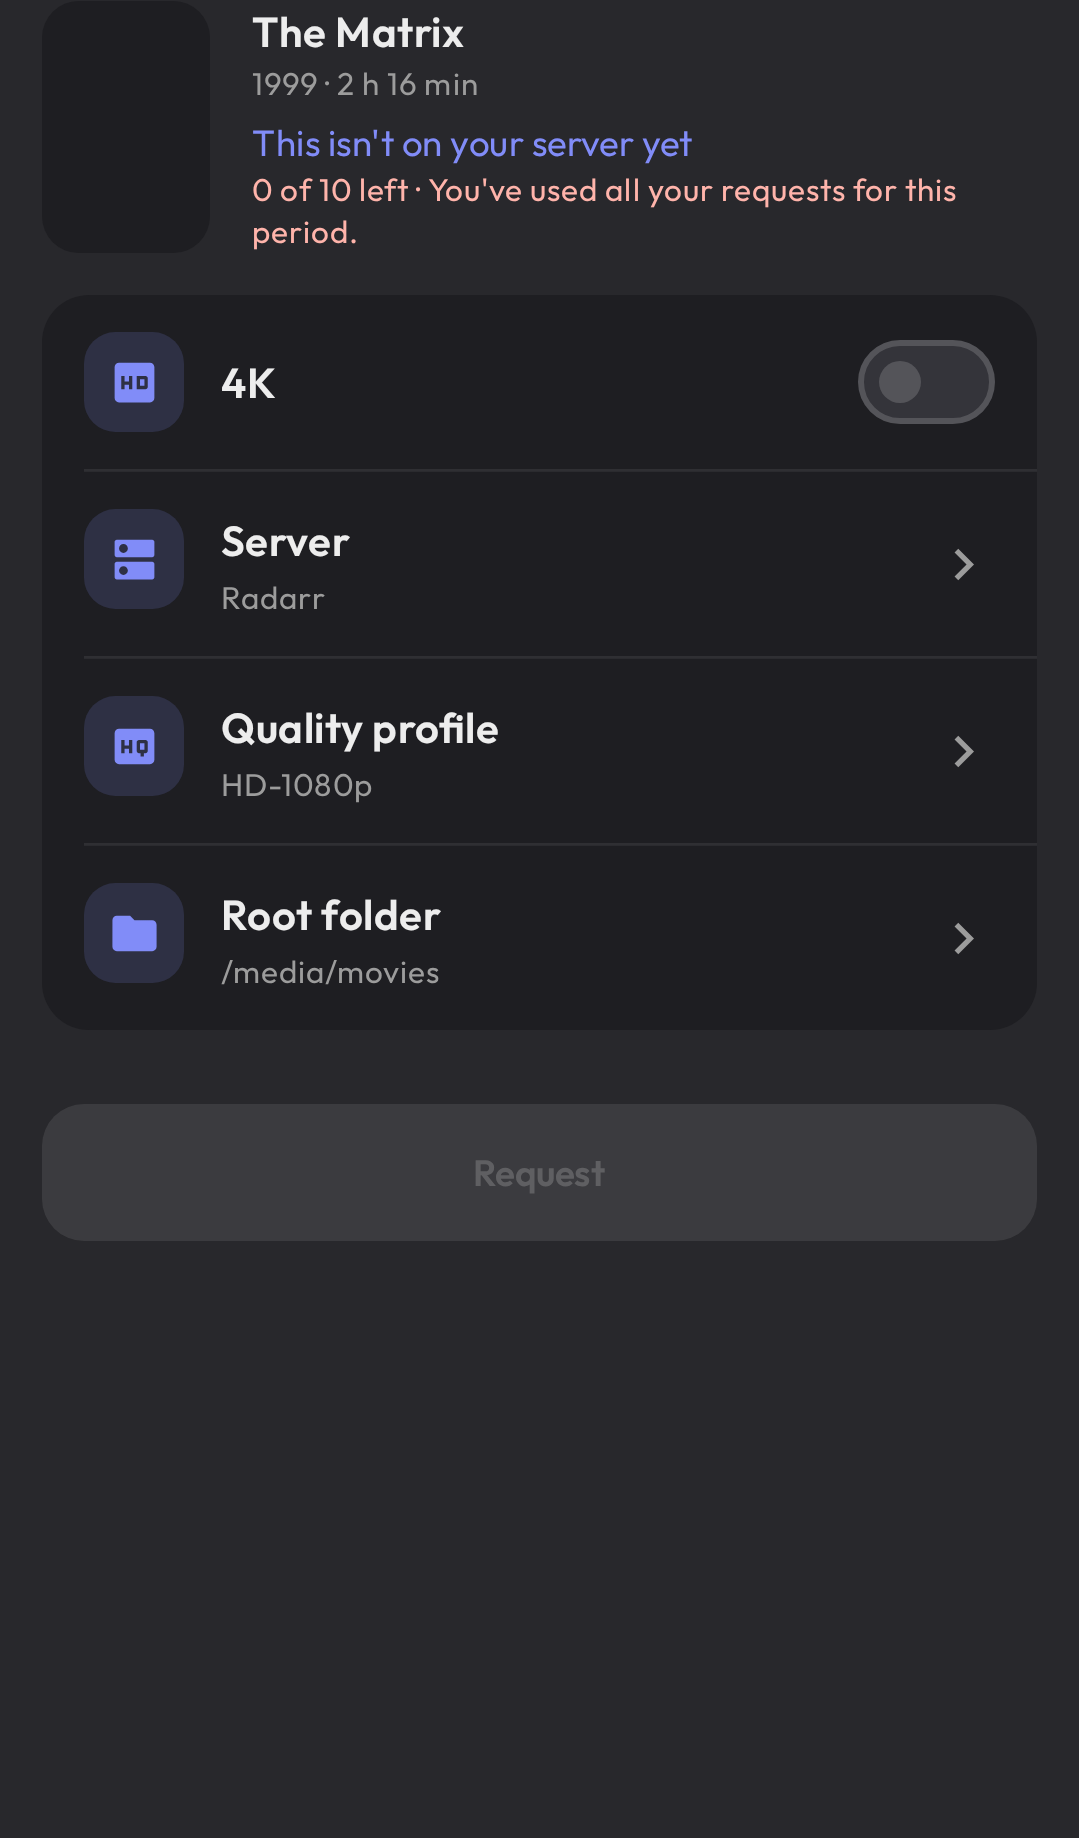 The Matrix
1999 · 2 h 16 min
This isn't on your server yet
0 of 10 left · You've used all your requests for this
period.
HD
4K
Server
Radarr
HQ
Quality profile
HD-1080p
Root folder
/media/movies
Request